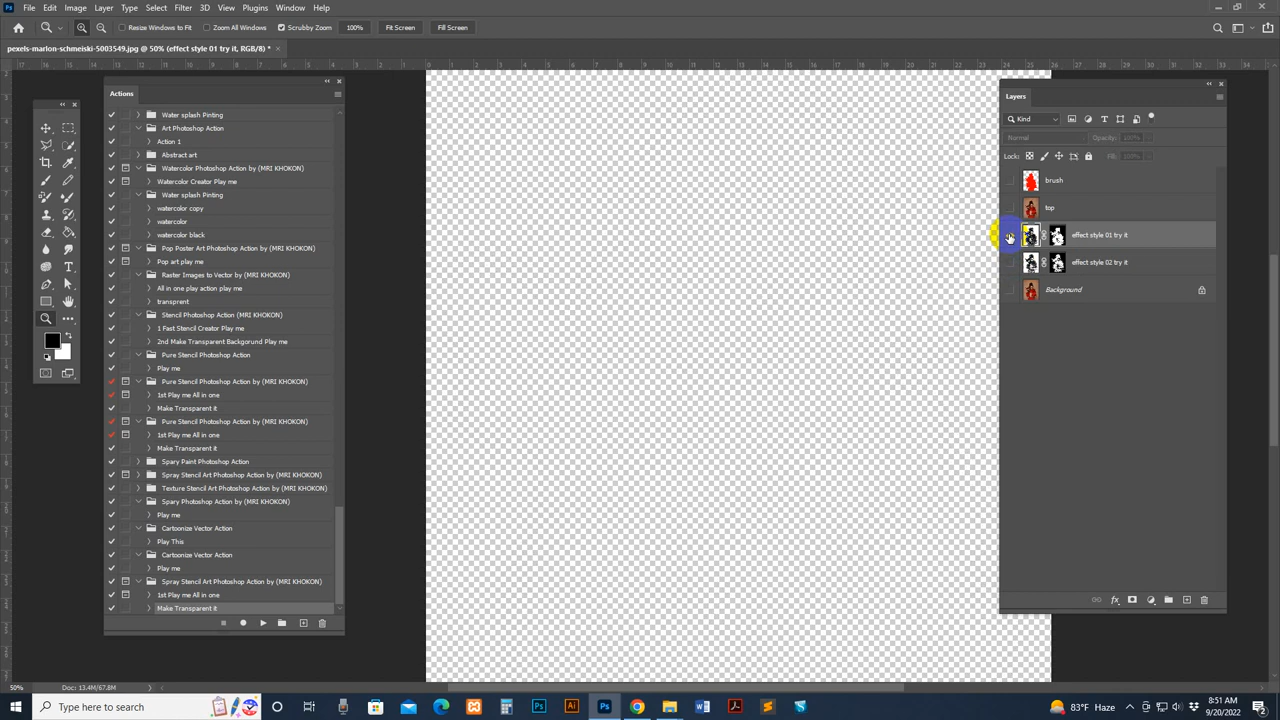 Ps File Edit Image Layer Type Select Filter 3D View Plugins Window Help
Resize Windows to Fit Zoom All Windows Scrubby Zoom 100% Fit Screen Fill Screen
pexels-marlon-schmeiski-5003549.jpg @ 50% (effect style 01 try it, RGB/8) *
Actions
Water splash Pinting
Art Photoshop Action
Action 1
Abstract art
Watercolor Photoshop Action by (MRI KHOKON)
Watercolor Creator Play me
Water splash Pinting
watercolor copy
watercolor
watercolor black
Pop Poster Art Photoshop Action by (MRI KHOKON)
Pop art play me
Raster Images to Vector by (MRI KHOKON)
All in one play action play me
transprent
Stencil Photoshop Action by (MRI KHOKON)
1 Fast Stencil Creator Play me
2nd Make Transparent Backgorund Play me
Pure Stencil Photoshop Action
Play me
Pure Stencil Photoshop Action by (MRI KHOKON)
1st Play me All in one
Make Transparent it
Pure Stencil Photoshop Action by (MRI KHOKON)
1st Play me All in one
Make Transparent it
Spary Paint Photoshop Action
Spray Stencil Art Photoshop Action by (MRI KHOKON)
Texture Stencil Art Photoshop Action by (MRI KHOKON)
Spary Photoshop Action by (MRI KHOKON)
Play me
Cartoonize Vector Action
Play This
Cartoonize Vector Action
Play me
Spray Stencil Art Photoshop Action by (MRI KHOKON)
1st Play me All in one
Make Transparent it
Layers
Kind
Normal Opacity: 100%
Lock: Fill: 100%
brush
top
effect style 01 try it
effect style 02 try it
Background
50% Doc: 13.4M/67.8M
Type here to search
83°F Haze
8:51 AM
9/20/2022